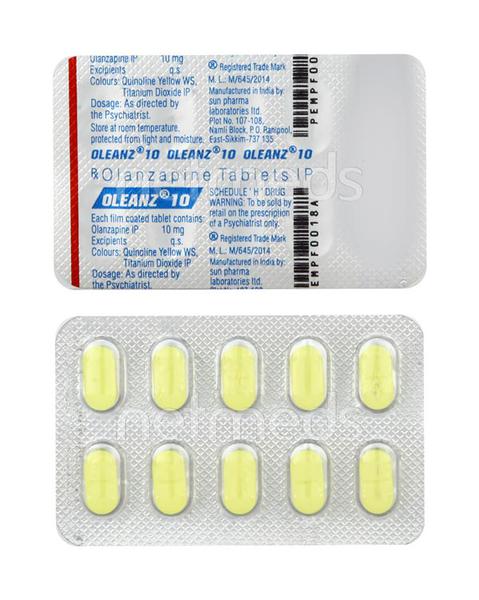 Olanzapine IP 10 mg
Excipients q.s.
Colours: Quinoline Yellow WS,
Titanium Dioxide IP
Dosage: As directed by
the Psychiatrist.
Store at room temperature,
protected from light and moisture.
® Registered Trade Mark
M. L.: M/645/2014
Manufactured in India by:
sun pharma
laboratories ltd.
Plot No. 107-108,
Namli Block, P.O. Ranipool,
East-Sikkim-737 135
OLEANZ®10 OLEANZ®10 OLEANZ®10
RxOlanzapine Tablets IP
OLEANZ®10
Each film coated tablet contains:
Olanzapine IP 10 mg
Excipients q.s.
Colours: Quinoline Yellow WS,
Titanium Dioxide IP
Dosage: As directed by
the Psychiatrist.
SCHEDULE 'H' DRUG
WARNING: To be sold by
retail on the prescription
of a Psychiatrist only.
® Registered Trade Mark
M. L.: M/645/2014
Manufactured in India by:
sun pharma
laboratories ltd.
PEMPF00
EMPF0018A
netmeds
netmeds